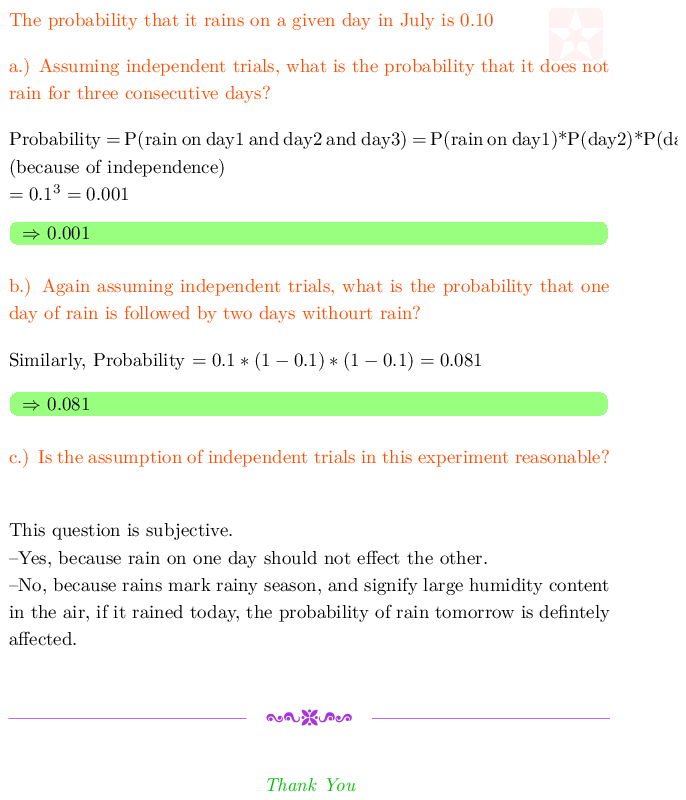 The probability that it rains on a given day in July is 0.10
a.) Assuming independent trials, what is the probability that it does not
rain for three consecutive days?
Probability = P(rain on day1 and day2 and day3) = P(rain on day1)*P(day2)*P(da
(because of independence)
= 0.1³ = 0.001
⇒ 0.001
b.) Again assuming independent trials, what is the probability that one
day of rain is followed by two days withourt rain?
Similarly, Probability = 0.1 ∗ (1 − 0.1) ∗ (1 − 0.1) = 0.081
⇒ 0.081
c.) Is the assumption of independent trials in this experiment reasonable?
This question is subjective.
–Yes, because rain on one day should not effect the other.
–No, because rains mark rainy season, and signify large humidity content
in the air, if it rained today, the probability of rain tomorrow is defintely
affected.
Thank You